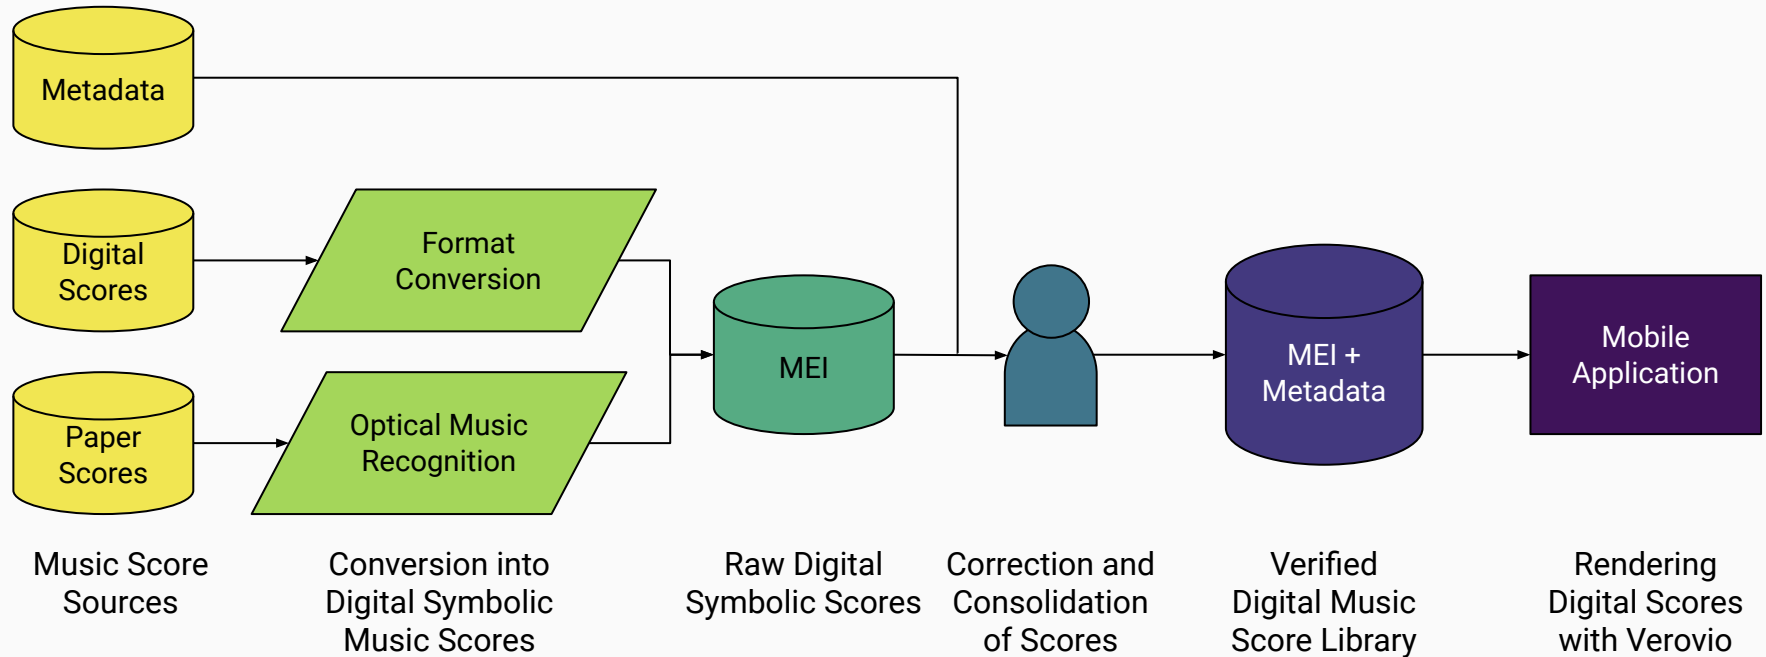 Metadata
Digital
Scores
Format
Conversion
Paper
Scores
Optical Music
Recognition
MEI
MEI +
Metadata
Mobile
Application
Music Score
Sources
Conversion into
Digital Symbolic
Music Scores
Raw Digital
Symbolic Scores
Correction and
Consolidation
of Scores
Verified
Digital Music
Score Library
Rendering
Digital Scores
with Verovio